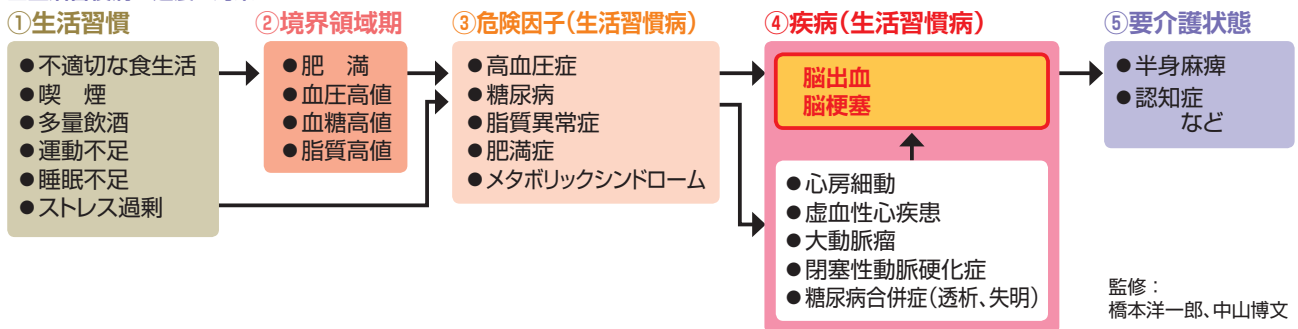 ①生活習慣
●不適切な食生活
●喫　煙
●多量飲酒
●運動不足
●睡眠不足
●ストレス過剰
②境界領域期
●肥　満
●血圧高値
●血糖高値
●脂質高値
③危険因子（生活習慣病）
●高血圧症
●糖尿病
●脂質異常症
●肥満症
●メタボリックシンドローム
④疾病（生活習慣病）
脳出血
脳梗塞
●心房細動
●虚血性心疾患
●大動脈瘤
●閉塞性動脈硬化症
●糖尿病合併症（透析、失明）
⑤要介護状態
●半身麻痺
●認知症
など
監修：
橋本洋一郎、中山博文